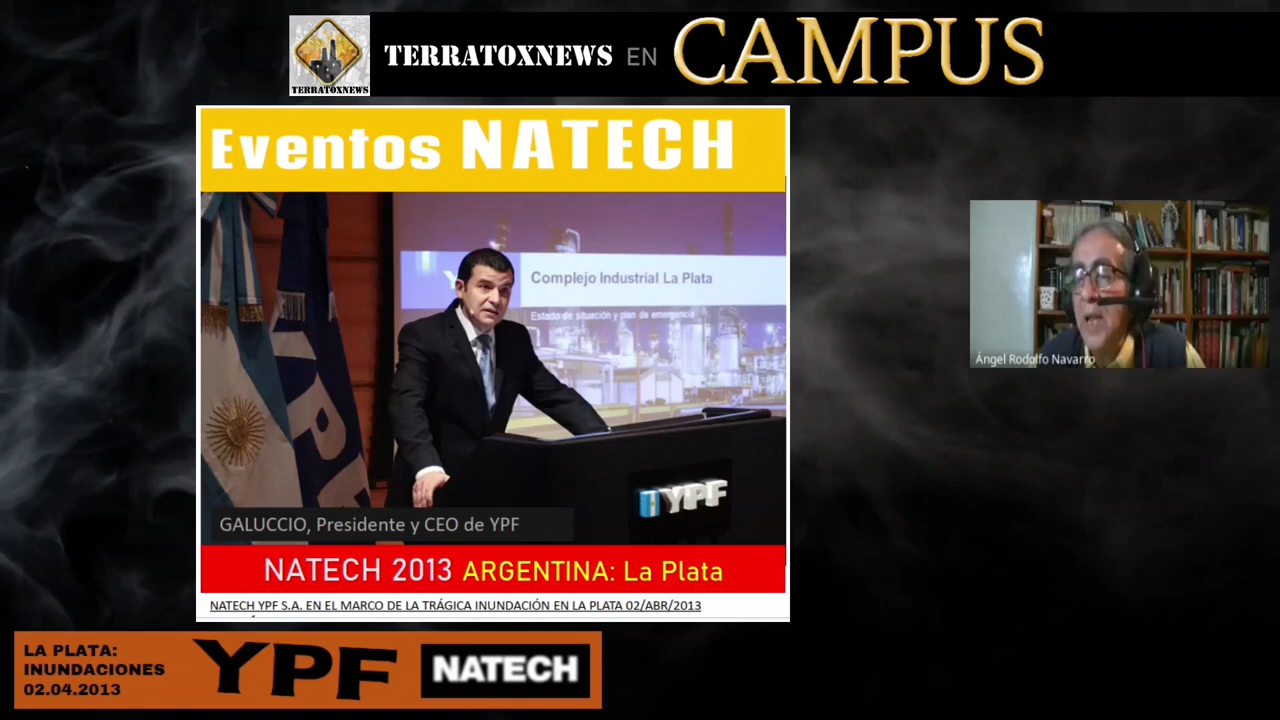 TERRATOXNEWS
TERRATOXNEWS EN CAMPUS
Eventos NATECH
Complejo Industrial La Plata
Estado de situación y plan de emergencia
YPF
YPF
GALUCCIO, Presidente y CEO de YPF
NATECH 2013 ARGENTINA: La Plata
NATECH YPF S.A. EN EL MARCO DE LA TRÁGICA INUNDACIÓN EN LA PLATA 02/ABR/2013
Ángel Rodolfo Navarro
LA PLATA:
INUNDACIONES
02.04.2013
YPF NATECH